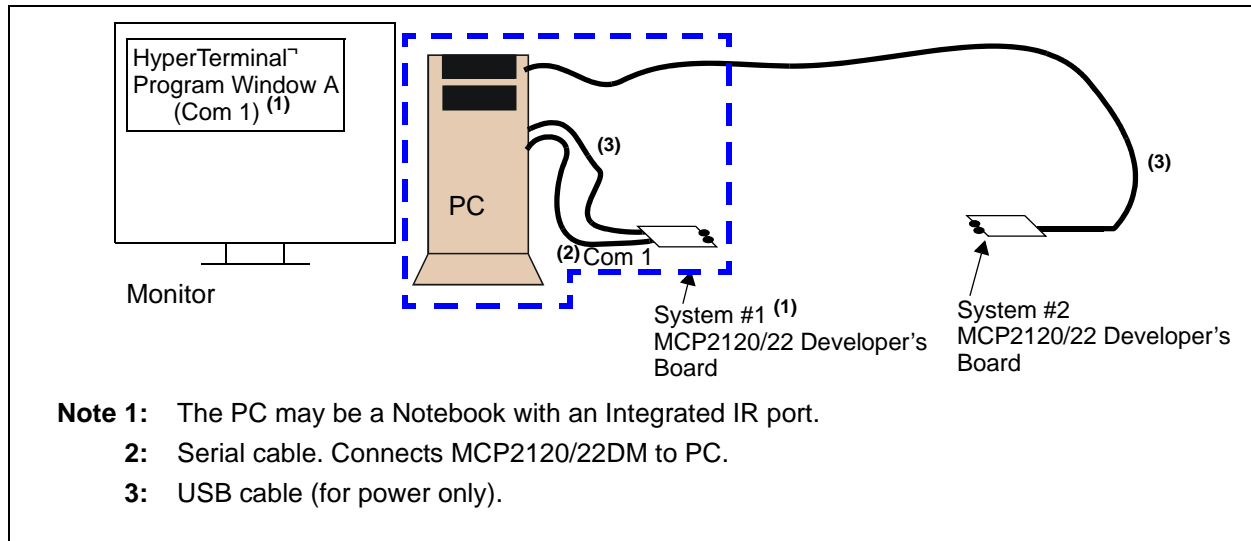 HyperTerminal¬
Program Window A
(Com 1) (1)
PC
(3)
(3)
(2) Com 1
Monitor
System #1 (1)
MCP2120/22 Developer's
Board
System #2
MCP2120/22 Developer's
Board
Note 1: The PC may be a Notebook with an Integrated IR port.
2: Serial cable. Connects MCP2120/22DM to PC.
3: USB cable (for power only).